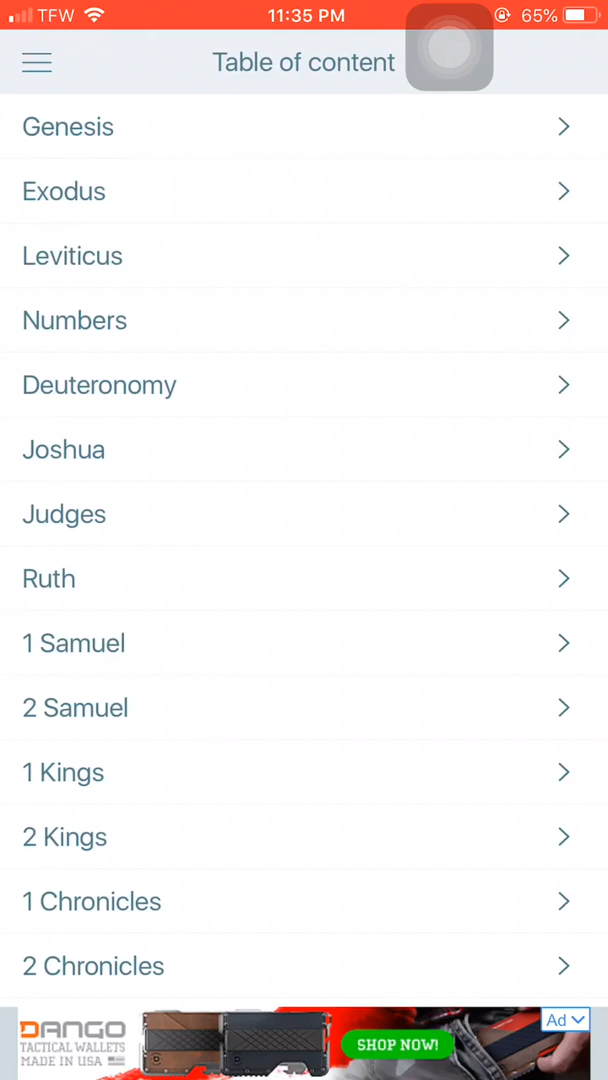 TFW 11:35 PM 65%
Table of content
Genesis
Exodus
Leviticus
Numbers
Deuteronomy
Joshua
Judges
Ruth
1 Samuel
2 Samuel
1 Kings
2 Kings
1 Chronicles
2 Chronicles
Ad
DANGO
TACTICAL WALLETS
MADE IN USA
SHOP NOW!